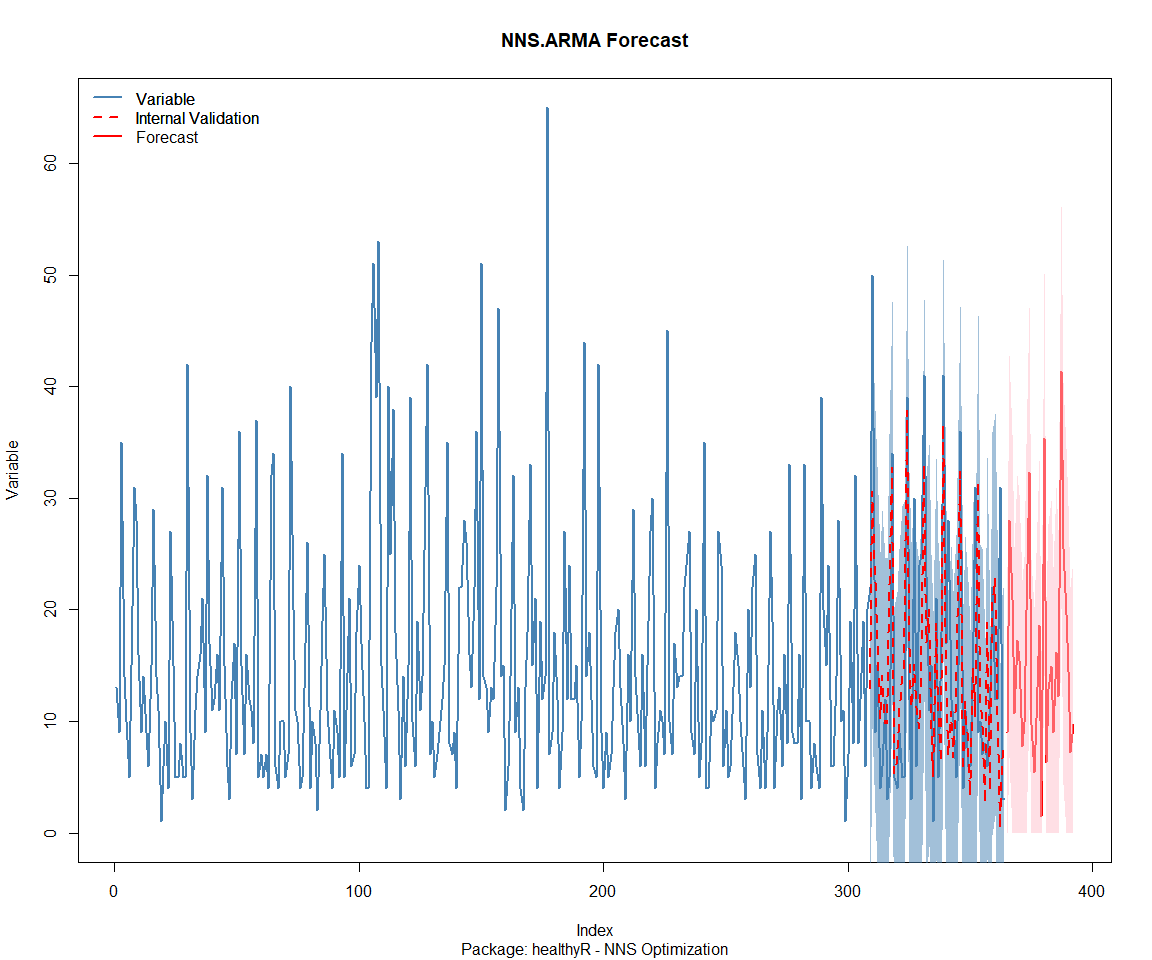 NNS.ARMA Forecast
Variable
Internal Validation
Forecast
Variable
60
50
40
30
20
10
0
0
100
200
300
400
Index
Package: healthyR - NNS Optimization